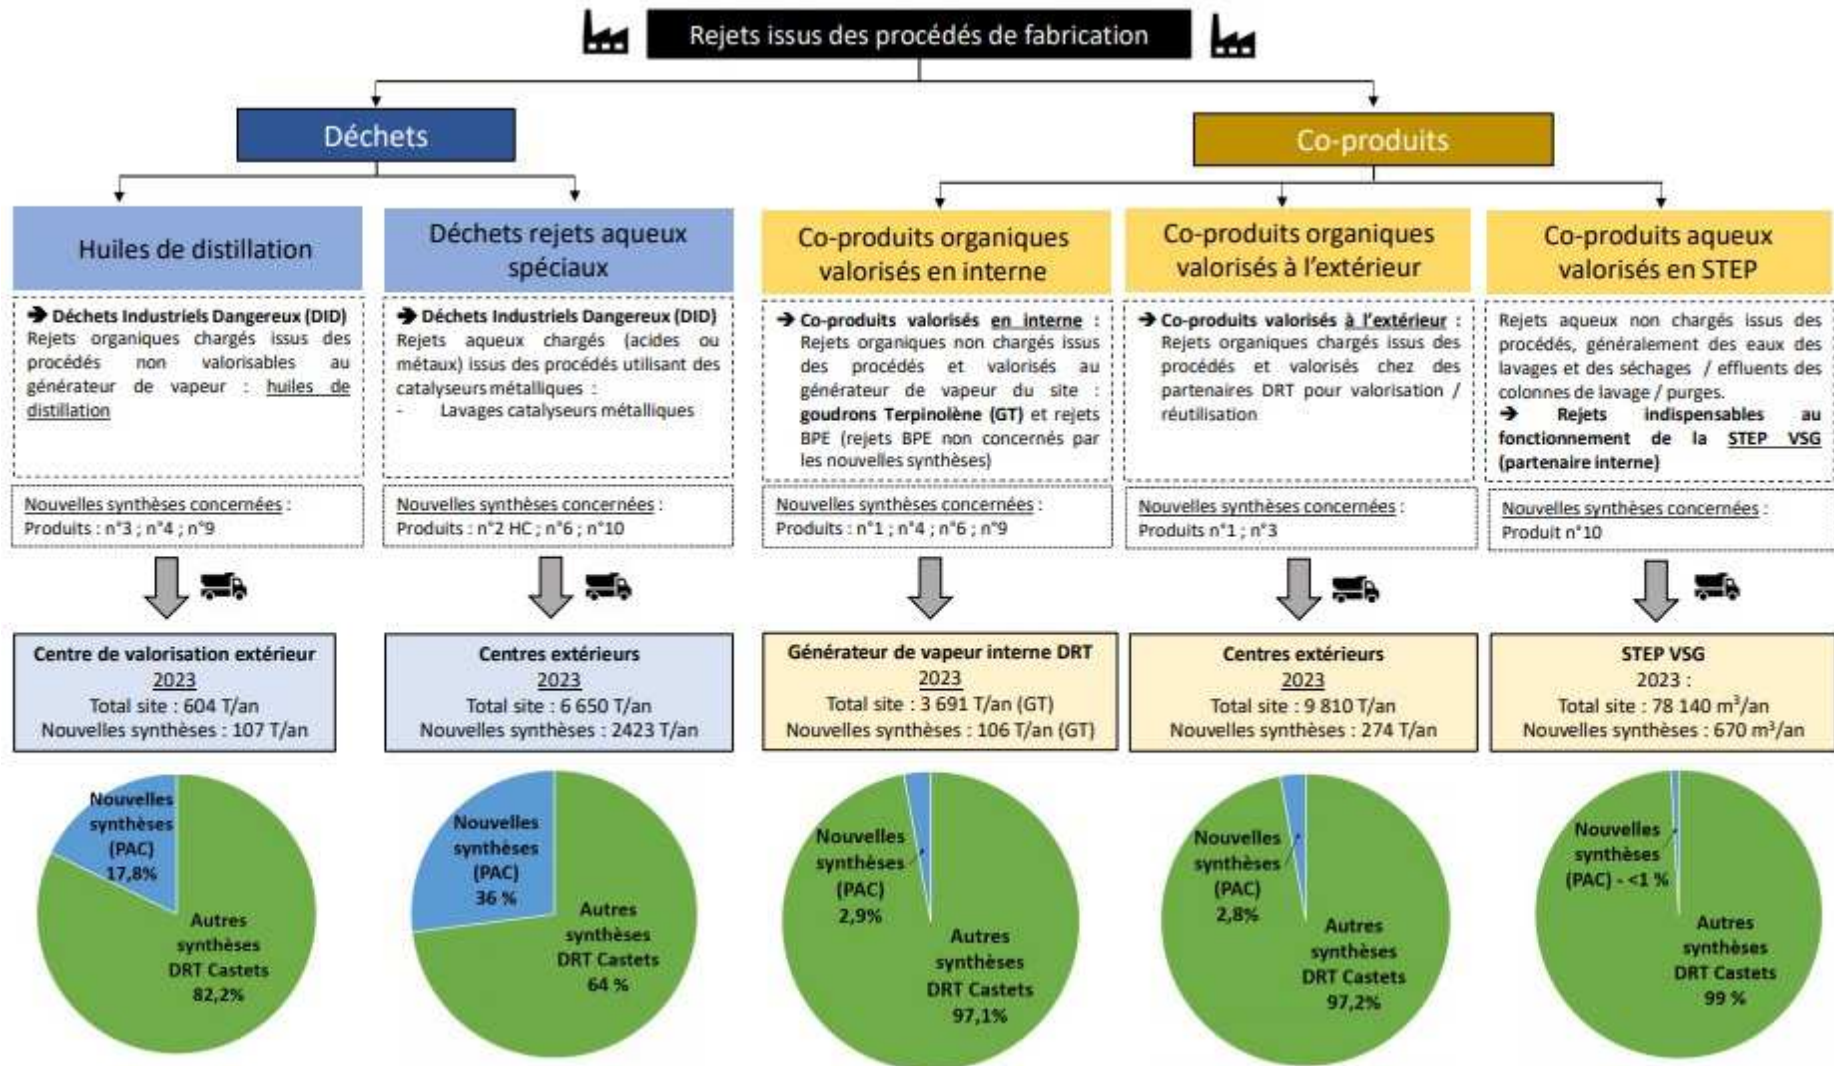 Rejets issus des procédés de fabrication
Déchets
Co-produits
Huiles de distillation
➔ Déchets Industriels Dangereux (DID)
Rejets organiques chargés issus des
procédés non valorisables au
générateur de vapeur : huiles de
distillation
Nouvelles synthèses concernées :
Produits : n°3 ; n°4 ; n°9
Déchets rejets aqueux
spéciaux
➔ Déchets Industriels Dangereux (DID)
Rejets aqueux chargés (acides ou
métaux) issus des procédés utilisant des
catalyseurs métalliques :
- Lavages catalyseurs métalliques
Nouvelles synthèses concernées :
Produits : n°2 HC ; n°6 ; n°10
Co-produits organiques
valorisés en interne
➔ Co-produits valorisés en interne :
Rejets organiques non chargés issus
des procédés et valorisés au
générateur de vapeur du site :
goudrons Terpinolène (GT) et rejets
BPE (rejets BPE non concernés par
les nouvelles synthèses)
Nouvelles synthèses concernées :
Produits : n°1 ; n°4 ; n°6 ; n°9
Co-produits organiques
valorisés à l'extérieur
➔ Co-produits valorisés à l'extérieur :
Rejets organiques chargés issus des
procédés et valorisés chez des
partenaires DRT pour valorisation /
réutilisation
Nouvelles synthèses concernées :
Produits n°1 ; n°3
Co-produits aqueux
valorisés en STEP
Rejets aqueux non chargés issus des
procédés, généralement des eaux des
lavages et des séchages / effluents des
colonnes de lavage / purges.
➔ Rejets indispensables au
fonctionnement de la STEP VSG
(partenaire interne)
Nouvelles synthèses concernées :
Produit n°10
Centre de valorisation extérieur
2023
Total site : 604 T/an
Nouvelles synthèses : 107 T/an
Centres extérieurs
2023
Total site : 6 650 T/an
Nouvelles synthèses : 2423 T/an
Générateur de vapeur interne DRT
2023
Total site : 3 691 T/an (GT)
Nouvelles synthèses : 106 T/an (GT)
Centres extérieurs
2023
Total site : 9 810 T/an
Nouvelles synthèses : 274 T/an
STEP VSG
2023 :
Total site : 78 140 m³/an
Nouvelles synthèses : 670 m³/an
Nouvelles
synthèses
(PAC)
17,8%
Autres
synthèses
DRT Castets
82,2%
Nouvelles
synthèses
(PAC)
36 %
Autres
synthèses
DRT Castets
64 %
Nouvelles
synthèses
(PAC)
2,9%
Autres
synthèses
DRT Castets
97,1%
Nouvelles
synthèses
(PAC)
2,8%
Autres
synthèses
DRT Castets
97,2%
Nouvelles
synthèses
(PAC) - <1 %
Autres
synthèses
DRT Castets
99 %